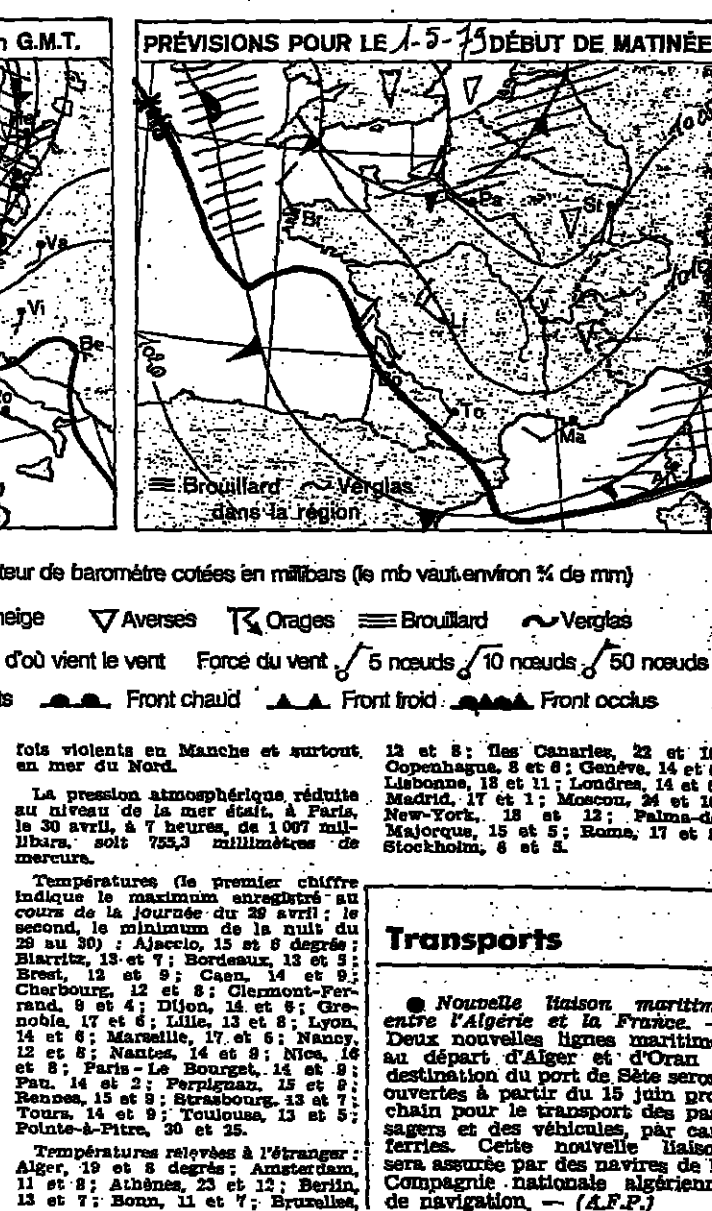 n G.M.T.
Va
Vi
Be
PRÉVISIONS POUR LE 1-5-79 DÉBUT DE MATINÉE
Br
Pa
St
Li
Ly
Bo
To
Ma
1020
Brouillard Verglas
dans la région
teur de baromètre cotées en millibars (le mb vaut environ ¾ de mm)
neige Averses Orages Brouillard Verglas
d'où vient le vent Force du vent 5 nœuds 10 nœuds 50 nœuds
ts Front chaud Front froid Front occlus
fois violents en Manche et surtout
en mer du Nord.
La pression atmosphérique réduite
au niveau de la mer était, à Paris,
le 30 avril, à 7 heures, de 1 007 mil-
libars, soit 755,3 millimètres de
mercure.
Températures (le premier chiffre
indique le maximum enregistré au
cours de la journée du 29 avril ; le
second, le minimum de la nuit du
29 au 30) : Ajaccio, 15 et 6 degrés ;
Biarritz, 13 et 7 ; Bordeaux, 13 et 5 ;
Brest, 12 et 9 ; Caen, 14 et 9 ;
Cherbourg, 12 et 8 ; Clermont-Fer-
rand, 9 et 4 ; Dijon, 14 et 6 ; Gre-
noble, 17 et 6 ; Lille, 13 et 8 ; Lyon,
14 et 6 ; Marseille, 17 et 6 ; Nancy,
12 et 8 ; Nantes, 14 et 9 ; Nice, 16
et 8 ; Paris - Le Bourget, 14 et 9 ;
Pau, 14 et 2 ; Perpignan, 15 et 9 ;
Rennes, 15 et 9 ; Strasbourg, 13 et 7 ;
Tours, 14 et 9 ; Toulouse, 13 et 5 ;
Pointe-à-Pitre, 30 et 25.
Températures relevées à l'étranger :
Alger, 19 et 8 degrés ; Amsterdam,
11 et 8 ; Athènes, 23 et 12 ; Berlin,
13 et 7 ; Bonn, 11 et 7 ; Bruxelles,
12 et 8 ; îles Canaries, 22 et 1
Copenhague, 8 et 6 ; Genève, 14 et
Lisbonne, 18 et 11 ; Londres, 14 et
Madrid, 17 et 1 ; Moscou, 24 et 1
New-York, 18 et 12 ; Palma-de
Majorque, 15 et 5 ; Rome, 17 et
Stockholm, 6 et 5.
Transports
● Nouvelle liaison maritim
entre l'Algérie et la France. —
Deux nouvelles lignes maritime
au départ d'Alger et d'Oran
destination du port de Sète seron
ouvertes à partir du 15 juin pro
chain pour le transport des pas
sagers et des véhicules, par car
ferries. Cette nouvelle liaiso
sera assurée par des navires de l
Compagnie nationale algérienn
de navigation. — (A.F.P.)